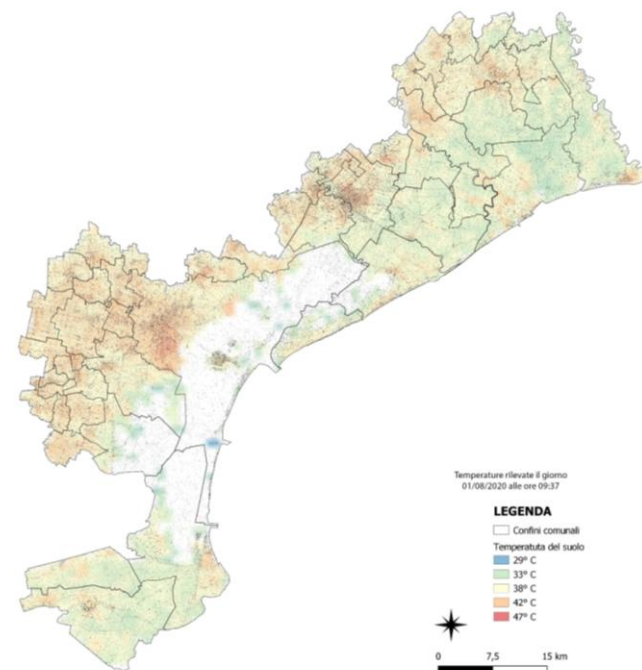 Temperature rilevate il giorno
01/08/2020 alle ore 09:37
LEGENDA
Confini comunali
Temperatuta del suolo
29° C
33° C
38° C
42° C
47° C
0 7,5 15 km